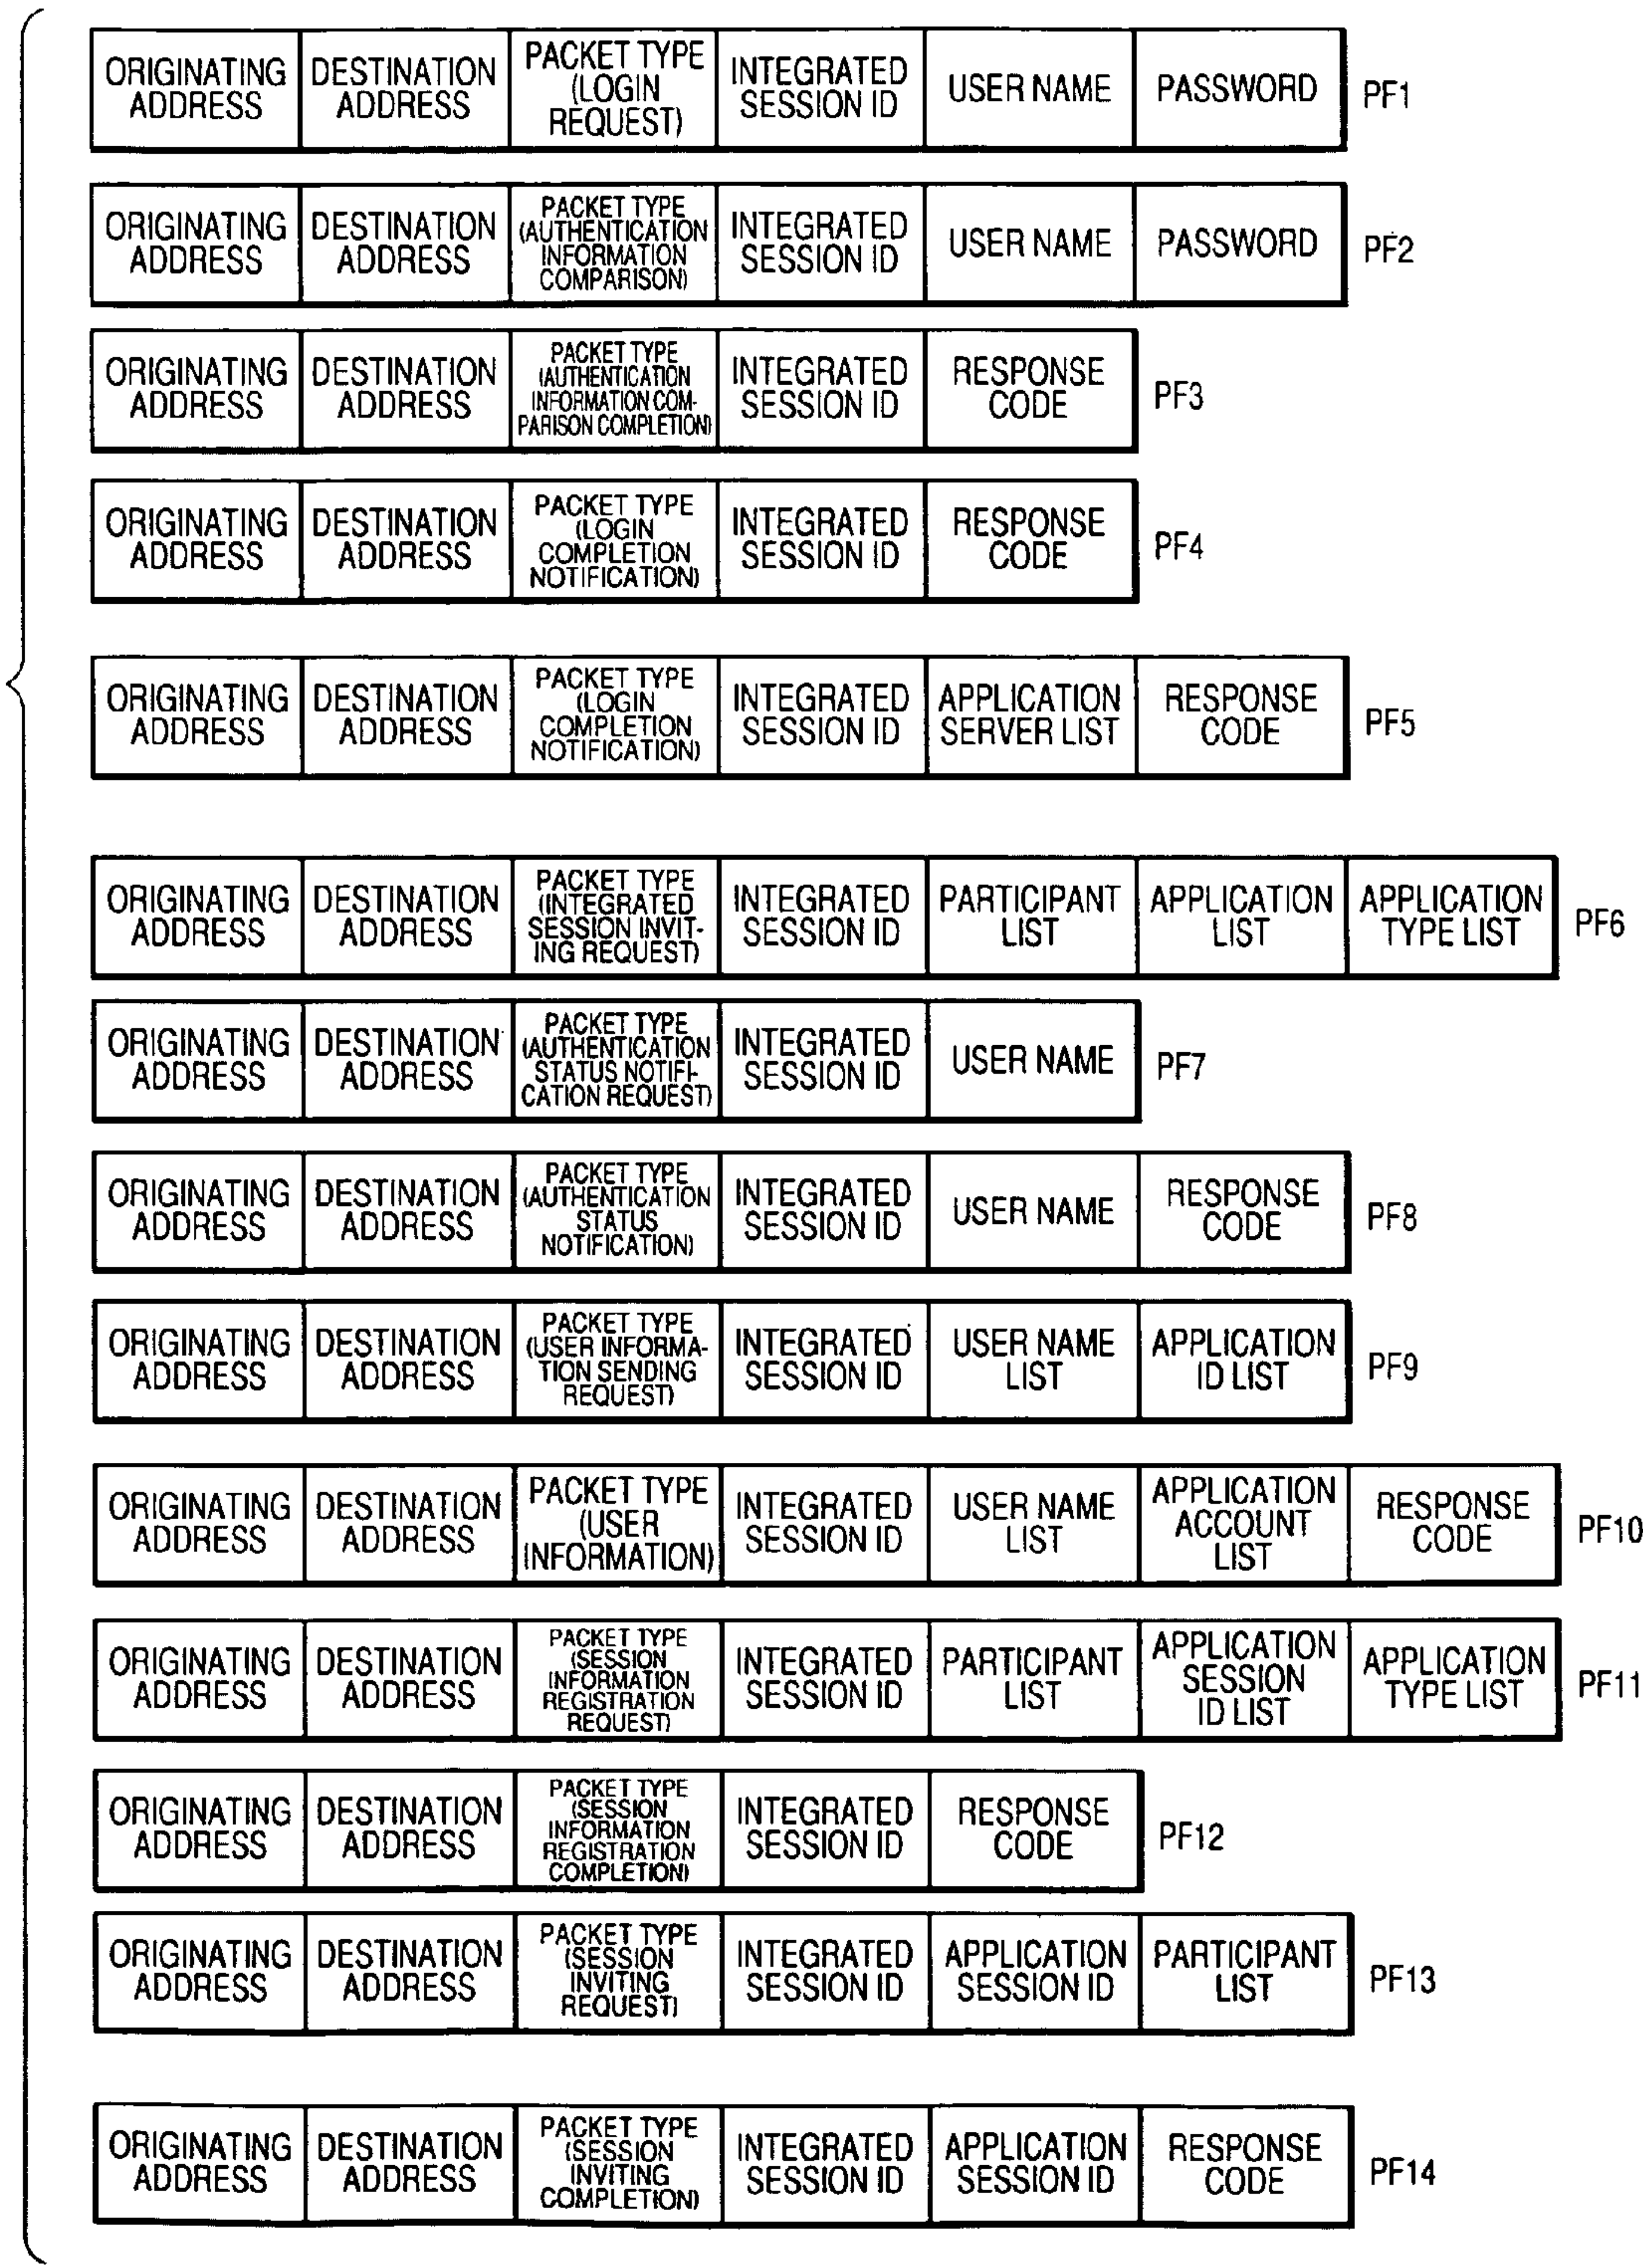 ORIGINATING
ADDRESS
DESTINATION
ADDRESS
PACKET TYPE
(LOGIN
REQUEST)
INTEGRATED
SESSION ID
USER NAME
PASSWORD
PF1
ORIGINATING
ADDRESS
DESTINATION
ADDRESS
PACKET TYPE
(AUTHENTICATION
INFORMATION
COMPARISON)
INTEGRATED
SESSION ID
USER NAME
PASSWORD
PF2
ORIGINATING
ADDRESS
DESTINATION
ADDRESS
PACKET TYPE
(AUTHENTICATION
INFORMATION COM-
PARISON COMPLETION)
INTEGRATED
SESSION ID
RESPONSE
CODE
PF3
ORIGINATING
ADDRESS
DESTINATION
ADDRESS
PACKET TYPE
(LOGIN
COMPLETION
NOTIFICATION)
INTEGRATED
SESSION ID
RESPONSE
CODE
PF4
ORIGINATING
ADDRESS
DESTINATION
ADDRESS
PACKET TYPE
(LOGIN
COMPLETION
NOTIFICATION)
INTEGRATED
SESSION ID
APPLICATION
SERVER LIST
RESPONSE
CODE
PF5
ORIGINATING
ADDRESS
DESTINATION
ADDRESS
PACKET TYPE
(INTEGRATED
SESSION INVIT-
ING REQUEST)
INTEGRATED
SESSION ID
PARTICIPANT
LIST
APPLICATION
LIST
APPLICATION
TYPE LIST
PF6
ORIGINATING
ADDRESS
DESTINATION
ADDRESS
PACKET TYPE
(AUTHENTICATION
STATUS NOTIFI-
CATION REQUEST)
INTEGRATED
SESSION ID
USER NAME
PF7
ORIGINATING
ADDRESS
DESTINATION
ADDRESS
PACKET TYPE
(AUTHENTICATION
STATUS
NOTIFICATION)
INTEGRATED
SESSION ID
USER NAME
RESPONSE
CODE
PF8
ORIGINATING
ADDRESS
DESTINATION
ADDRESS
PACKET TYPE
(USER INFORMA-
TION SENDING
REQUEST)
INTEGRATED
SESSION ID
USER NAME
LIST
APPLICATION
ID LIST
PF9
ORIGINATING
ADDRESS
DESTINATION
ADDRESS
PACKET TYPE
(USER
INFORMATION)
INTEGRATED
SESSION ID
USER NAME
LIST
APPLICATION
ACCOUNT
LIST
RESPONSE
CODE
PF10
ORIGINATING
ADDRESS
DESTINATION
ADDRESS
PACKET TYPE
(SESSION
INFORMATION
REGISTRATION
REQUEST)
INTEGRATED
SESSION ID
PARTICIPANT
LIST
APPLICATION
SESSION
ID LIST
APPLICATION
TYPE LIST
PF11
ORIGINATING
ADDRESS
DESTINATION
ADDRESS
PACKET TYPE
(SESSION
INFORMATION
REGISTRATION
COMPLETION)
INTEGRATED
SESSION ID
RESPONSE
CODE
PF12
ORIGINATING
ADDRESS
DESTINATION
ADDRESS
PACKET TYPE
(SESSION
INVITING
REQUEST)
INTEGRATED
SESSION ID
APPLICATION
SESSION ID
PARTICIPANT
LIST
PF13
ORIGINATING
ADDRESS
DESTINATION
ADDRESS
PACKET TYPE
(SESSION
INVITING
COMPLETION)
INTEGRATED
SESSION ID
APPLICATION
SESSION ID
RESPONSE
CODE
PF14